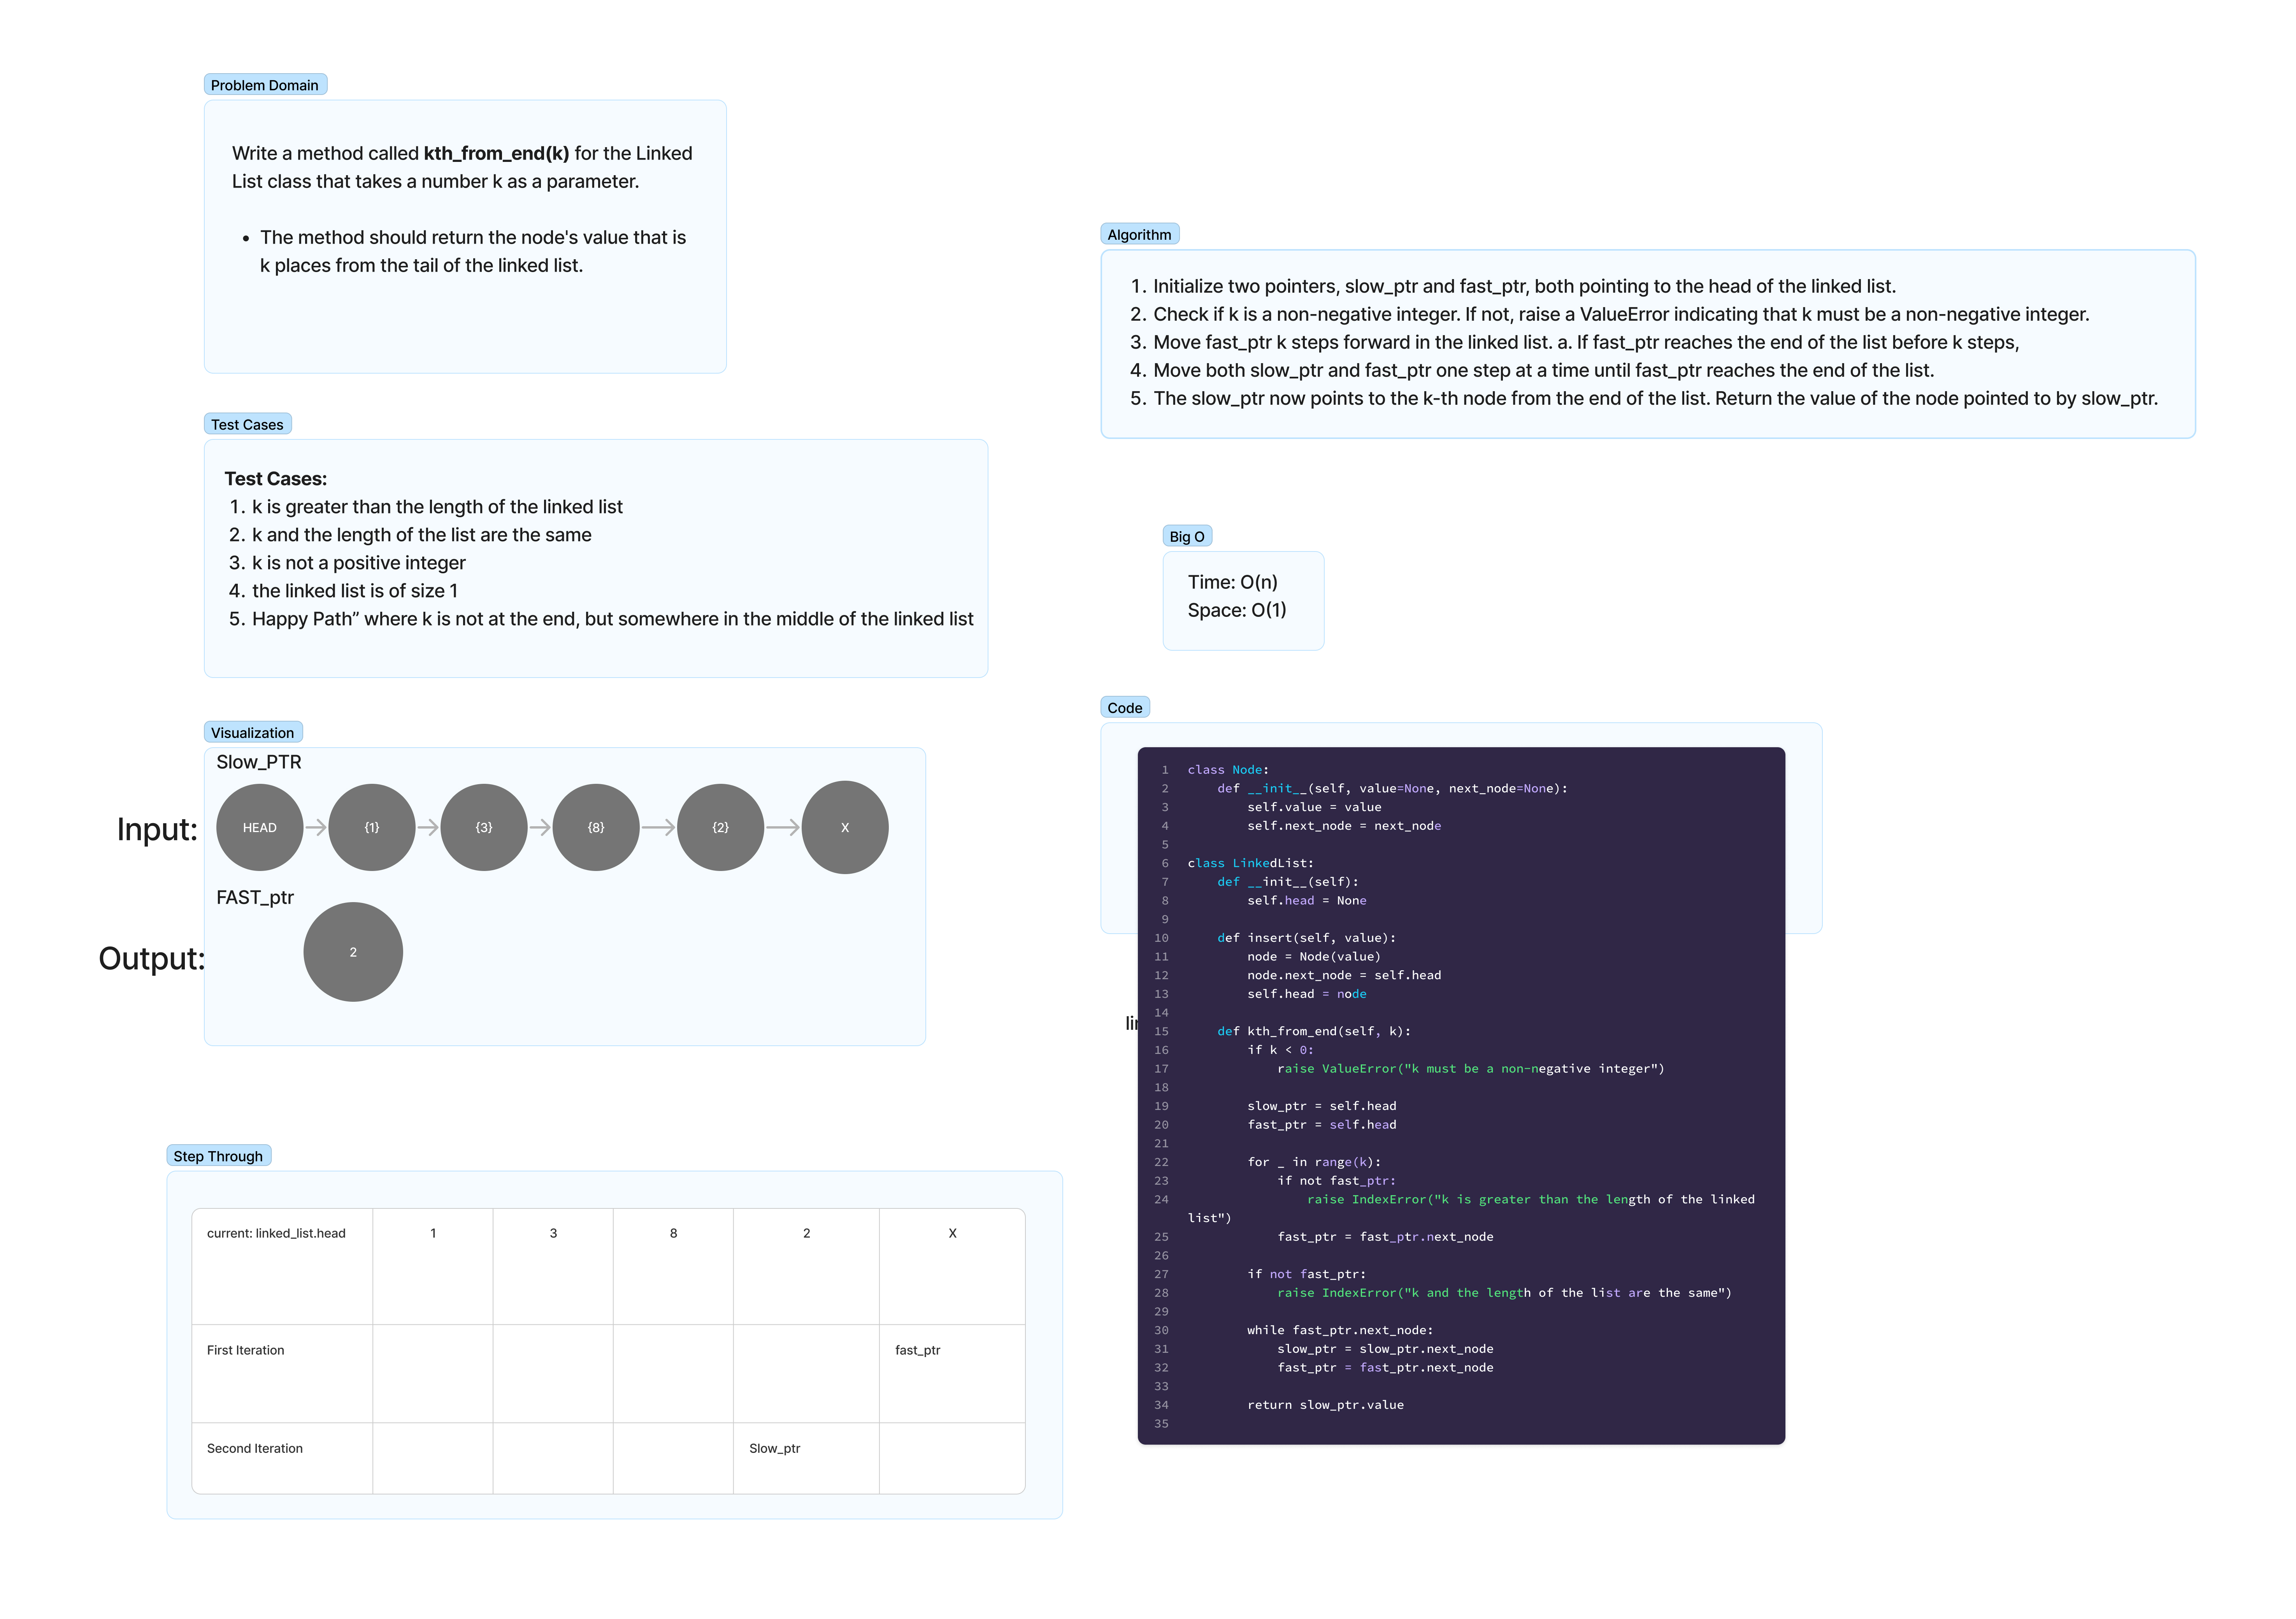 Problem Domain
Write a method called kth_from_end(k) for the Linked
List class that takes a number k as a parameter.
• The method should return the node's value that is
k places from the tail of the linked list.
Test Cases
Test Cases:
1. k is greater than the length of the linked list
2. k and the length of the list are the same
3. k is not a positive integer
4. the linked list is of size 1
5. Happy Path” where k is not at the end, but somewhere in the middle of the linked list
Visualization
Slow_PTR
Input:
HEAD
{1}
{3}
{8}
{2}
X
FAST_ptr
Output:
2
Step Through
current: linked_list.head 1 3 8 2 X
First Iteration fast_ptr
Second Iteration Slow_ptr
Algorithm
1. Initialize two pointers, slow_ptr and fast_ptr, both pointing to the head of the linked list.
2. Check if k is a non-negative integer. If not, raise a ValueError indicating that k must be a non-negative integer.
3. Move fast_ptr k steps forward in the linked list. a. If fast_ptr reaches the end of the list before k steps,
4. Move both slow_ptr and fast_ptr one step at a time until fast_ptr reaches the end of the list.
5. The slow_ptr now points to the k-th node from the end of the list. Return the value of the node pointed to by slow_ptr.
Big O
Time: O(n)
Space: O(1)
Code
1 class Node:
2 def __init__(self, value=None, next_node=None):
3 self.value = value
4 self.next_node = next_node
5
6 class LinkedList:
7 def __init__(self):
8 self.head = None
9
10 def insert(self, value):
11 node = Node(value)
12 node.next_node = self.head
13 self.head = node
14
15 def kth_from_end(self, k):
16 if k < 0:
17 raise ValueError("k must be a non-negative integer")
18
19 slow_ptr = self.head
20 fast_ptr = self.head
21
22 for _ in range(k):
23 if not fast_ptr:
24 raise IndexError("k is greater than the length of the linked
list")
25 fast_ptr = fast_ptr.next_node
26
27 if not fast_ptr:
28 raise IndexError("k and the length of the list are the same")
29
30 while fast_ptr.next_node:
31 slow_ptr = slow_ptr.next_node
32 fast_ptr = fast_ptr.next_node
33
34 return slow_ptr.value
35